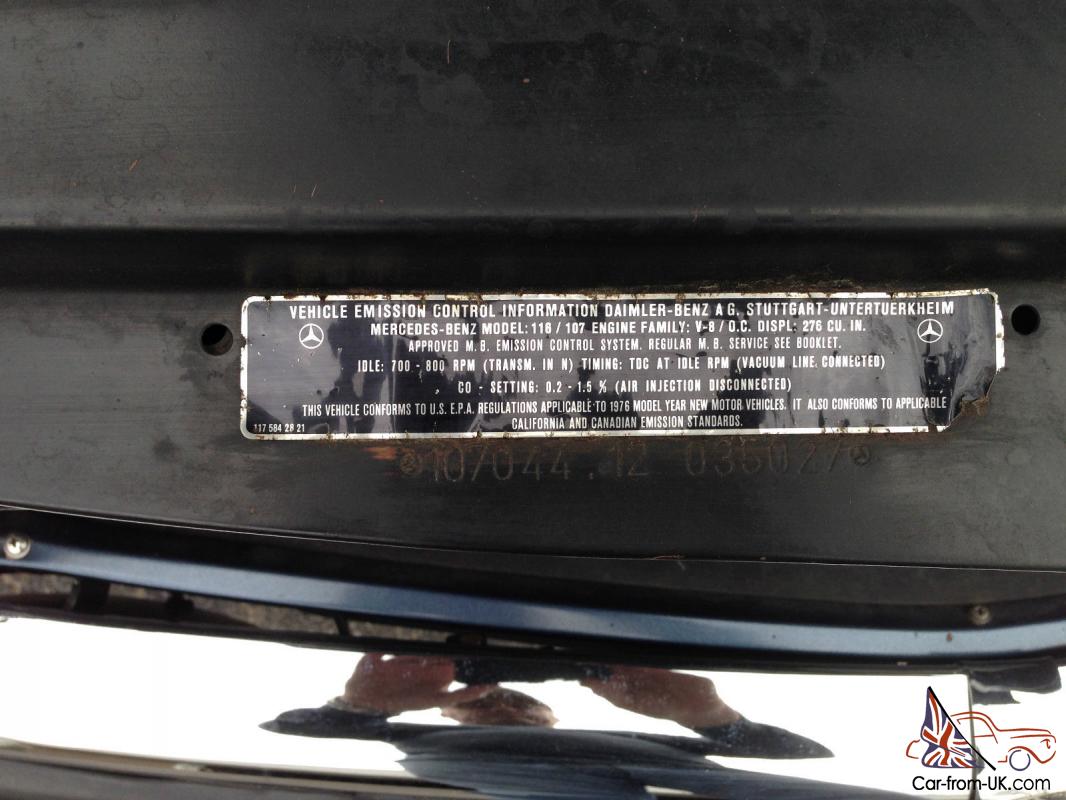 VEHICLE EMISSION CONTROL INFORMATION DAIMLER-BENZ A G. STUTTGART-UNTERTUERKHEIM
MERCEDES-BENZ MODEL: 116 / 107 ENGINE FAMILY: V-8 / O.C. DISPL: 276 CU. IN.
APPROVED M. B. EMISSION CONTROL SYSTEM. REGULAR M. B. SERVICE SEE BOOKLET.
IDLE: 700 - 800 RPM (TRANSM. IN N) TIMING: TDC AT IDLE RPM (VACUUM LINE. CONNECTED)
CO - SETTING: 0.2 - 1.5 % (AIR INJECTION DISCONNECTED)
THIS VEHICLE CONFORMS TO U.S. E.P.A. REGULATIONS APPLICABLE TO 1976 MODEL YEAR NEW MOTOR VEHICLES. IT ALSO CONFORMS TO APPLICABLE
CALIFORNIA AND CANADIAN EMISSION STANDARDS.
117 584 28 21
107044.12 035027
Car-from-UK.com